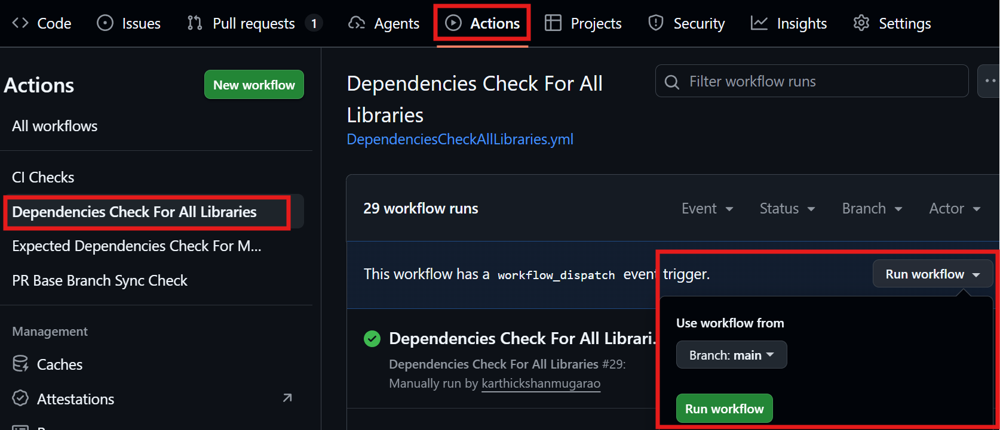 Code Issues Pull requests 1 Agents Actions Projects Security Insights Settings
Actions
New workflow
All workflows
CI Checks
Dependencies Check For All Libraries
Expected Dependencies Check For M...
PR Base Branch Sync Check
Management
Caches
Attestations
Dependencies Check For All
Libraries
DependenciesCheckAllLibraries.yml
Filter workflow runs
29 workflow runs
Event Status Branch Actor
This workflow has a workflow_dispatch event trigger.
Run workflow
Use workflow from
Branch: main
Run workflow
Dependencies Check For All Librari.
Dependencies Check For All Libraries #29:
Manually run by karthickshanmugarao